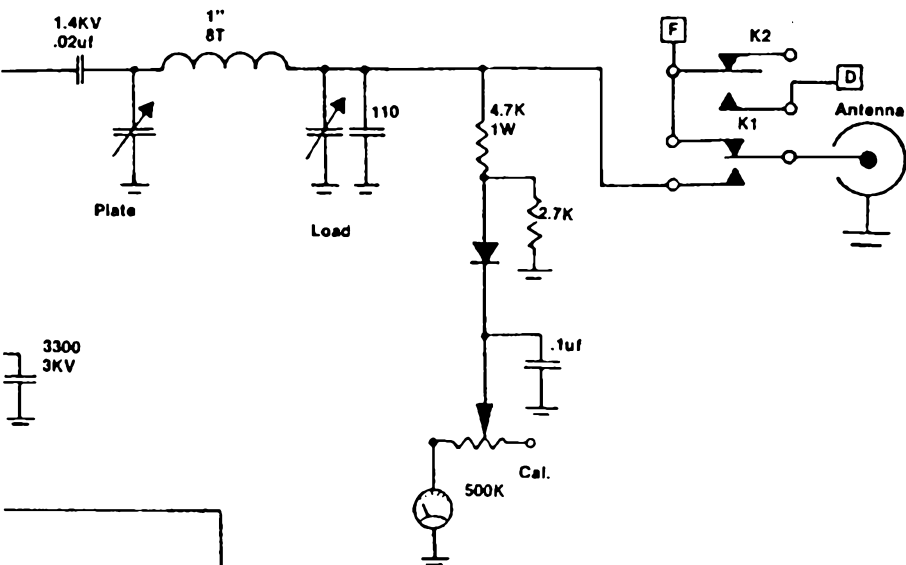 1.4KV
.02uf
1"
8T
F
K2
D
110
4.7K
1W
K1
Antenna
Plate
Load
2.7K
3300
3KV
.1uf
Cal.
500K